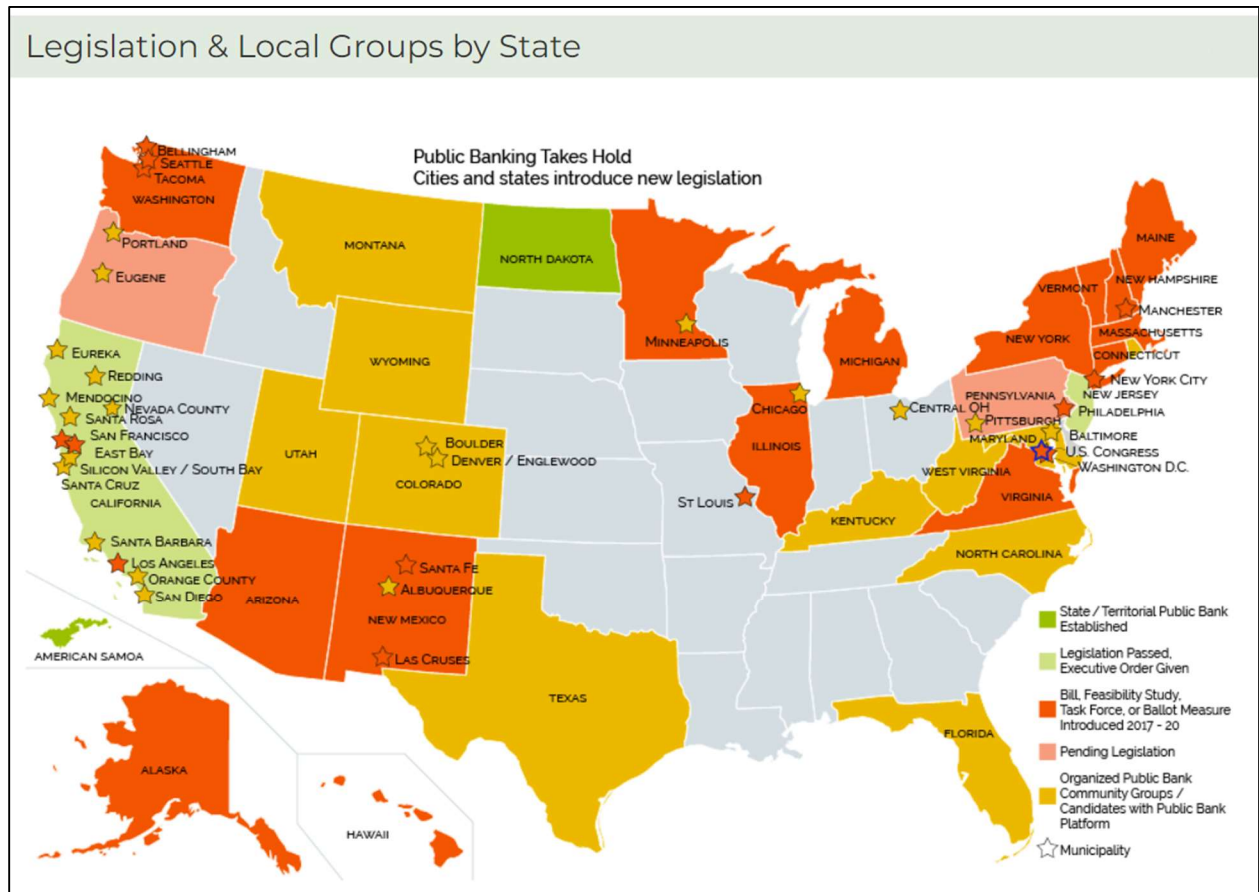 Legislation & Local Groups by State
Public Banking Takes Hold
Cities and states introduce new legislation
BELLINGHAM
SEATTLE
TACOMA
WASHINGTON
PORTLAND
EUGENE
MONTANA
NORTH DAKOTA
MINNEAPOLIS
WYOMING
MAINE
NEW HAMPSHIRE
VERMONT
MANCHESTER
MASSACHUSETTS
NEW YORK
CONNECTICUT
MICHIGAN
EUREKA
REDDING
MENDOCINO
NEVADA COUNTY
SANTA ROSA
SAN FRANCISCO
EAST BAY
SILICON VALLEY / SOUTH BAY
SANTA CRUZ
CALIFORNIA
SANTA BARBARA
LOS ANGELES
ORANGE COUNTY
SAN DIEGO
UTAH
BOULDER
DENVER / ENGLEWOOD
COLORADO
CHICAGO
ILLINOIS
ST LOUIS
CENTRAL OH
NEW YORK CITY
PENNSYLVANIA
NEW JERSEY
PHILADELPHIA
PITTSBURGH
MARYLAND
BALTIMORE
U.S. CONGRESS
WASHINGTON D.C.
WEST VIRGINIA
VIRGINIA
KENTUCKY
NORTH CAROLINA
ARIZONA
SANTA FE
ALBUQUERQUE
NEW MEXICO
LAS CRUSES
TEXAS
FLORIDA
AMERICAN SAMOA
ALASKA
HAWAII
State / Territorial Public Bank
Established
Legislation Passed,
Executive Order Given
Bill, Feasibility Study,
Task Force, or Ballot Measure
Introduced 2017 - 20
Pending Legislation
Organized Public Bank
Community Groups /
Candidates with Public Bank
Platform
Municipality